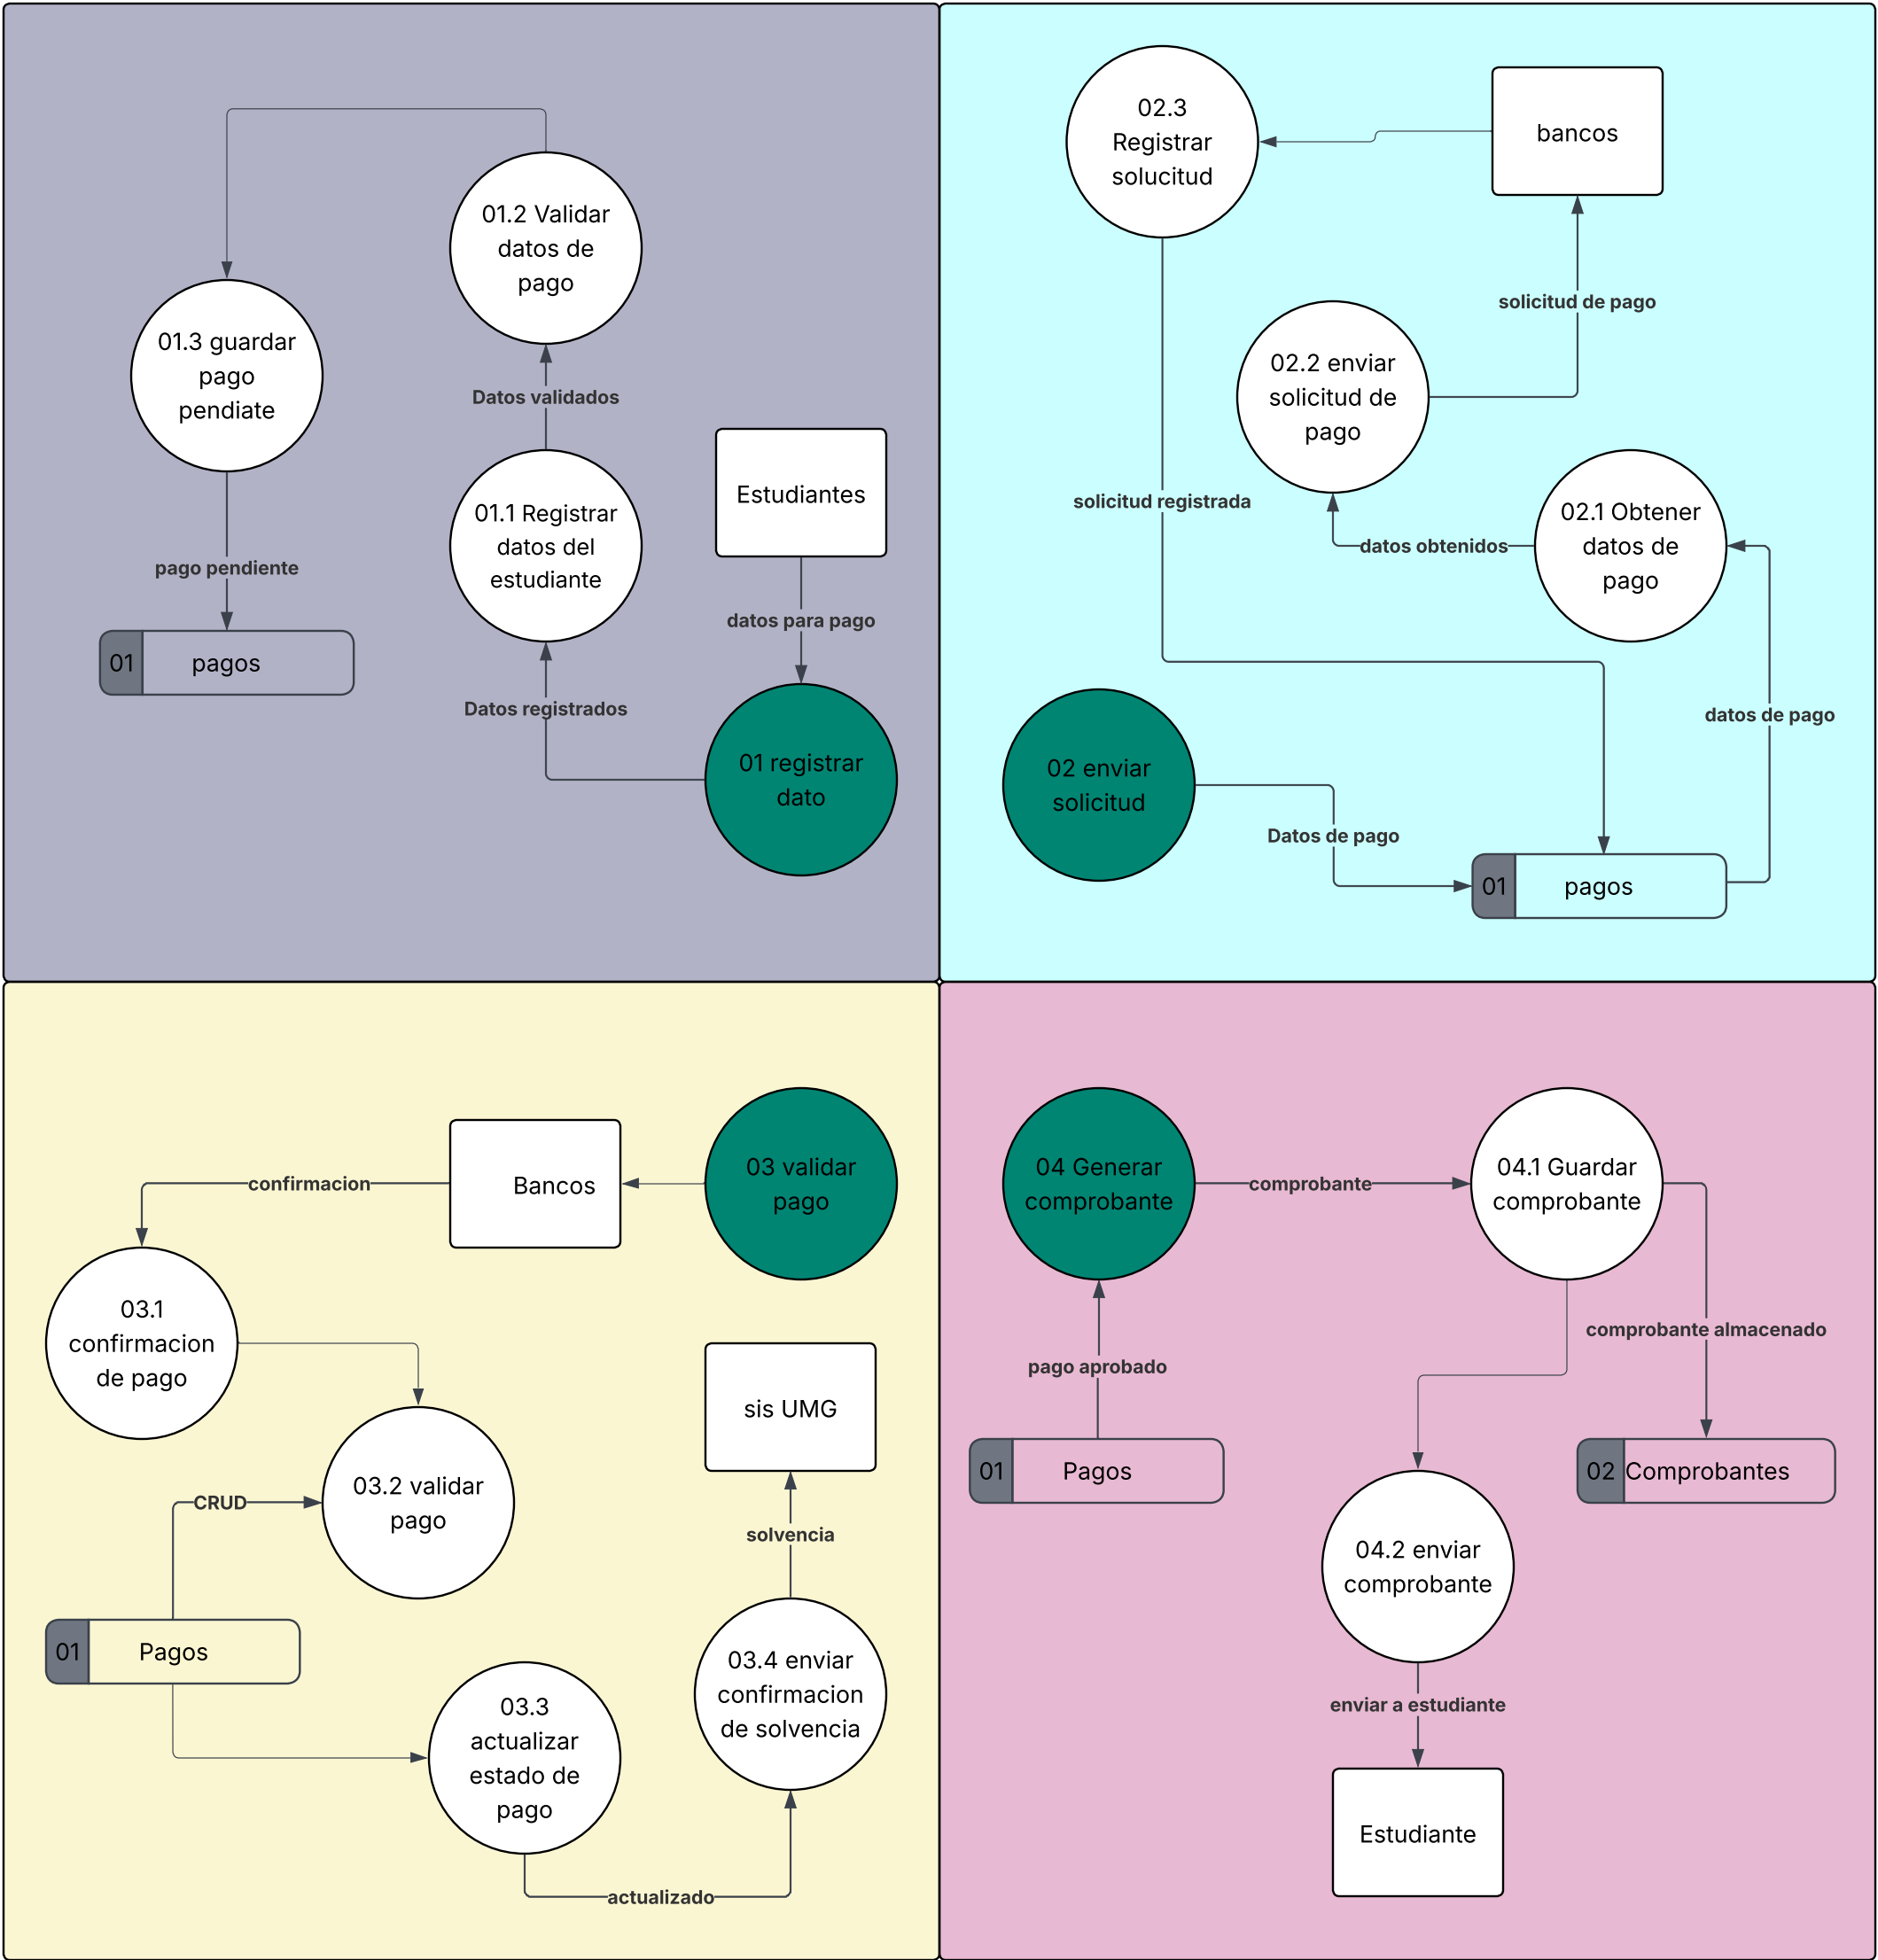 01.2 Validar
datos de
pago
01.3 guardar
pago
pendiate
Datos validados
Estudiantes
01.1 Registrar
datos del
estudiante
pago pendiente
datos para pago
01
pagos
Datos registrados
01 registrar
dato
02.3
Registrar
solucitud
bancos
solicitud de pago
02.2 enviar
solicitud de
pago
solicitud registrada
02.1 Obtener
datos de
pago
datos obtenidos
datos de pago
02 enviar
solicitud
Datos de pago
01
pagos
03 validar
pago
Bancos
confirmacion
03.1
confirmacion
de pago
sis UMG
03.2 validar
pago
CRUD
solvencia
01
Pagos
03.4 enviar
confirmacion
de solvencia
03.3
actualizar
estado de
pago
actualizado
04 Generar
comprobante
comprobante
04.1 Guardar
comprobante
comprobante almacenado
pago aprobado
01
Pagos
02
Comprobantes
04.2 enviar
comprobante
enviar a estudiante
Estudiante